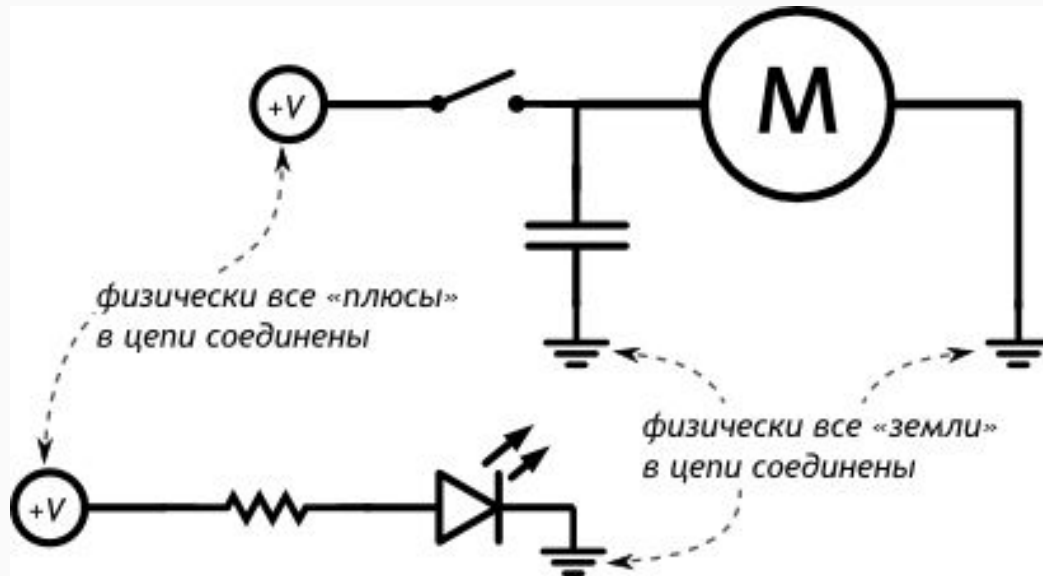 +V
M
физически все «плюсы»
в цепи соединены
физически все «земли»
в цепи соединены
+V